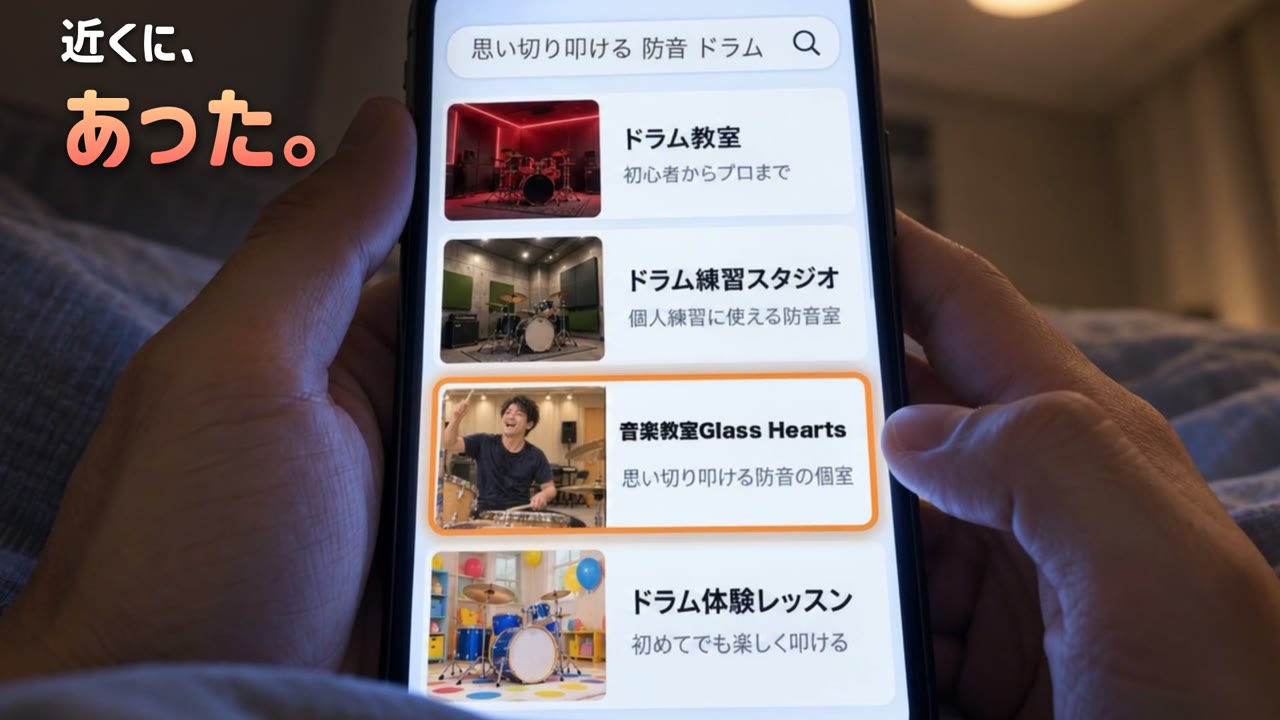 近くに、
あった。
思い切り叩ける 防音 ドラム
ドラム教室
初心者からプロまで
ドラム練習スタジオ
個人練習に使える防音室
音楽教室Glass Hearts
思い切り叩ける防音の個室
ドラム体験レッスン
初めてでも楽しく叩ける